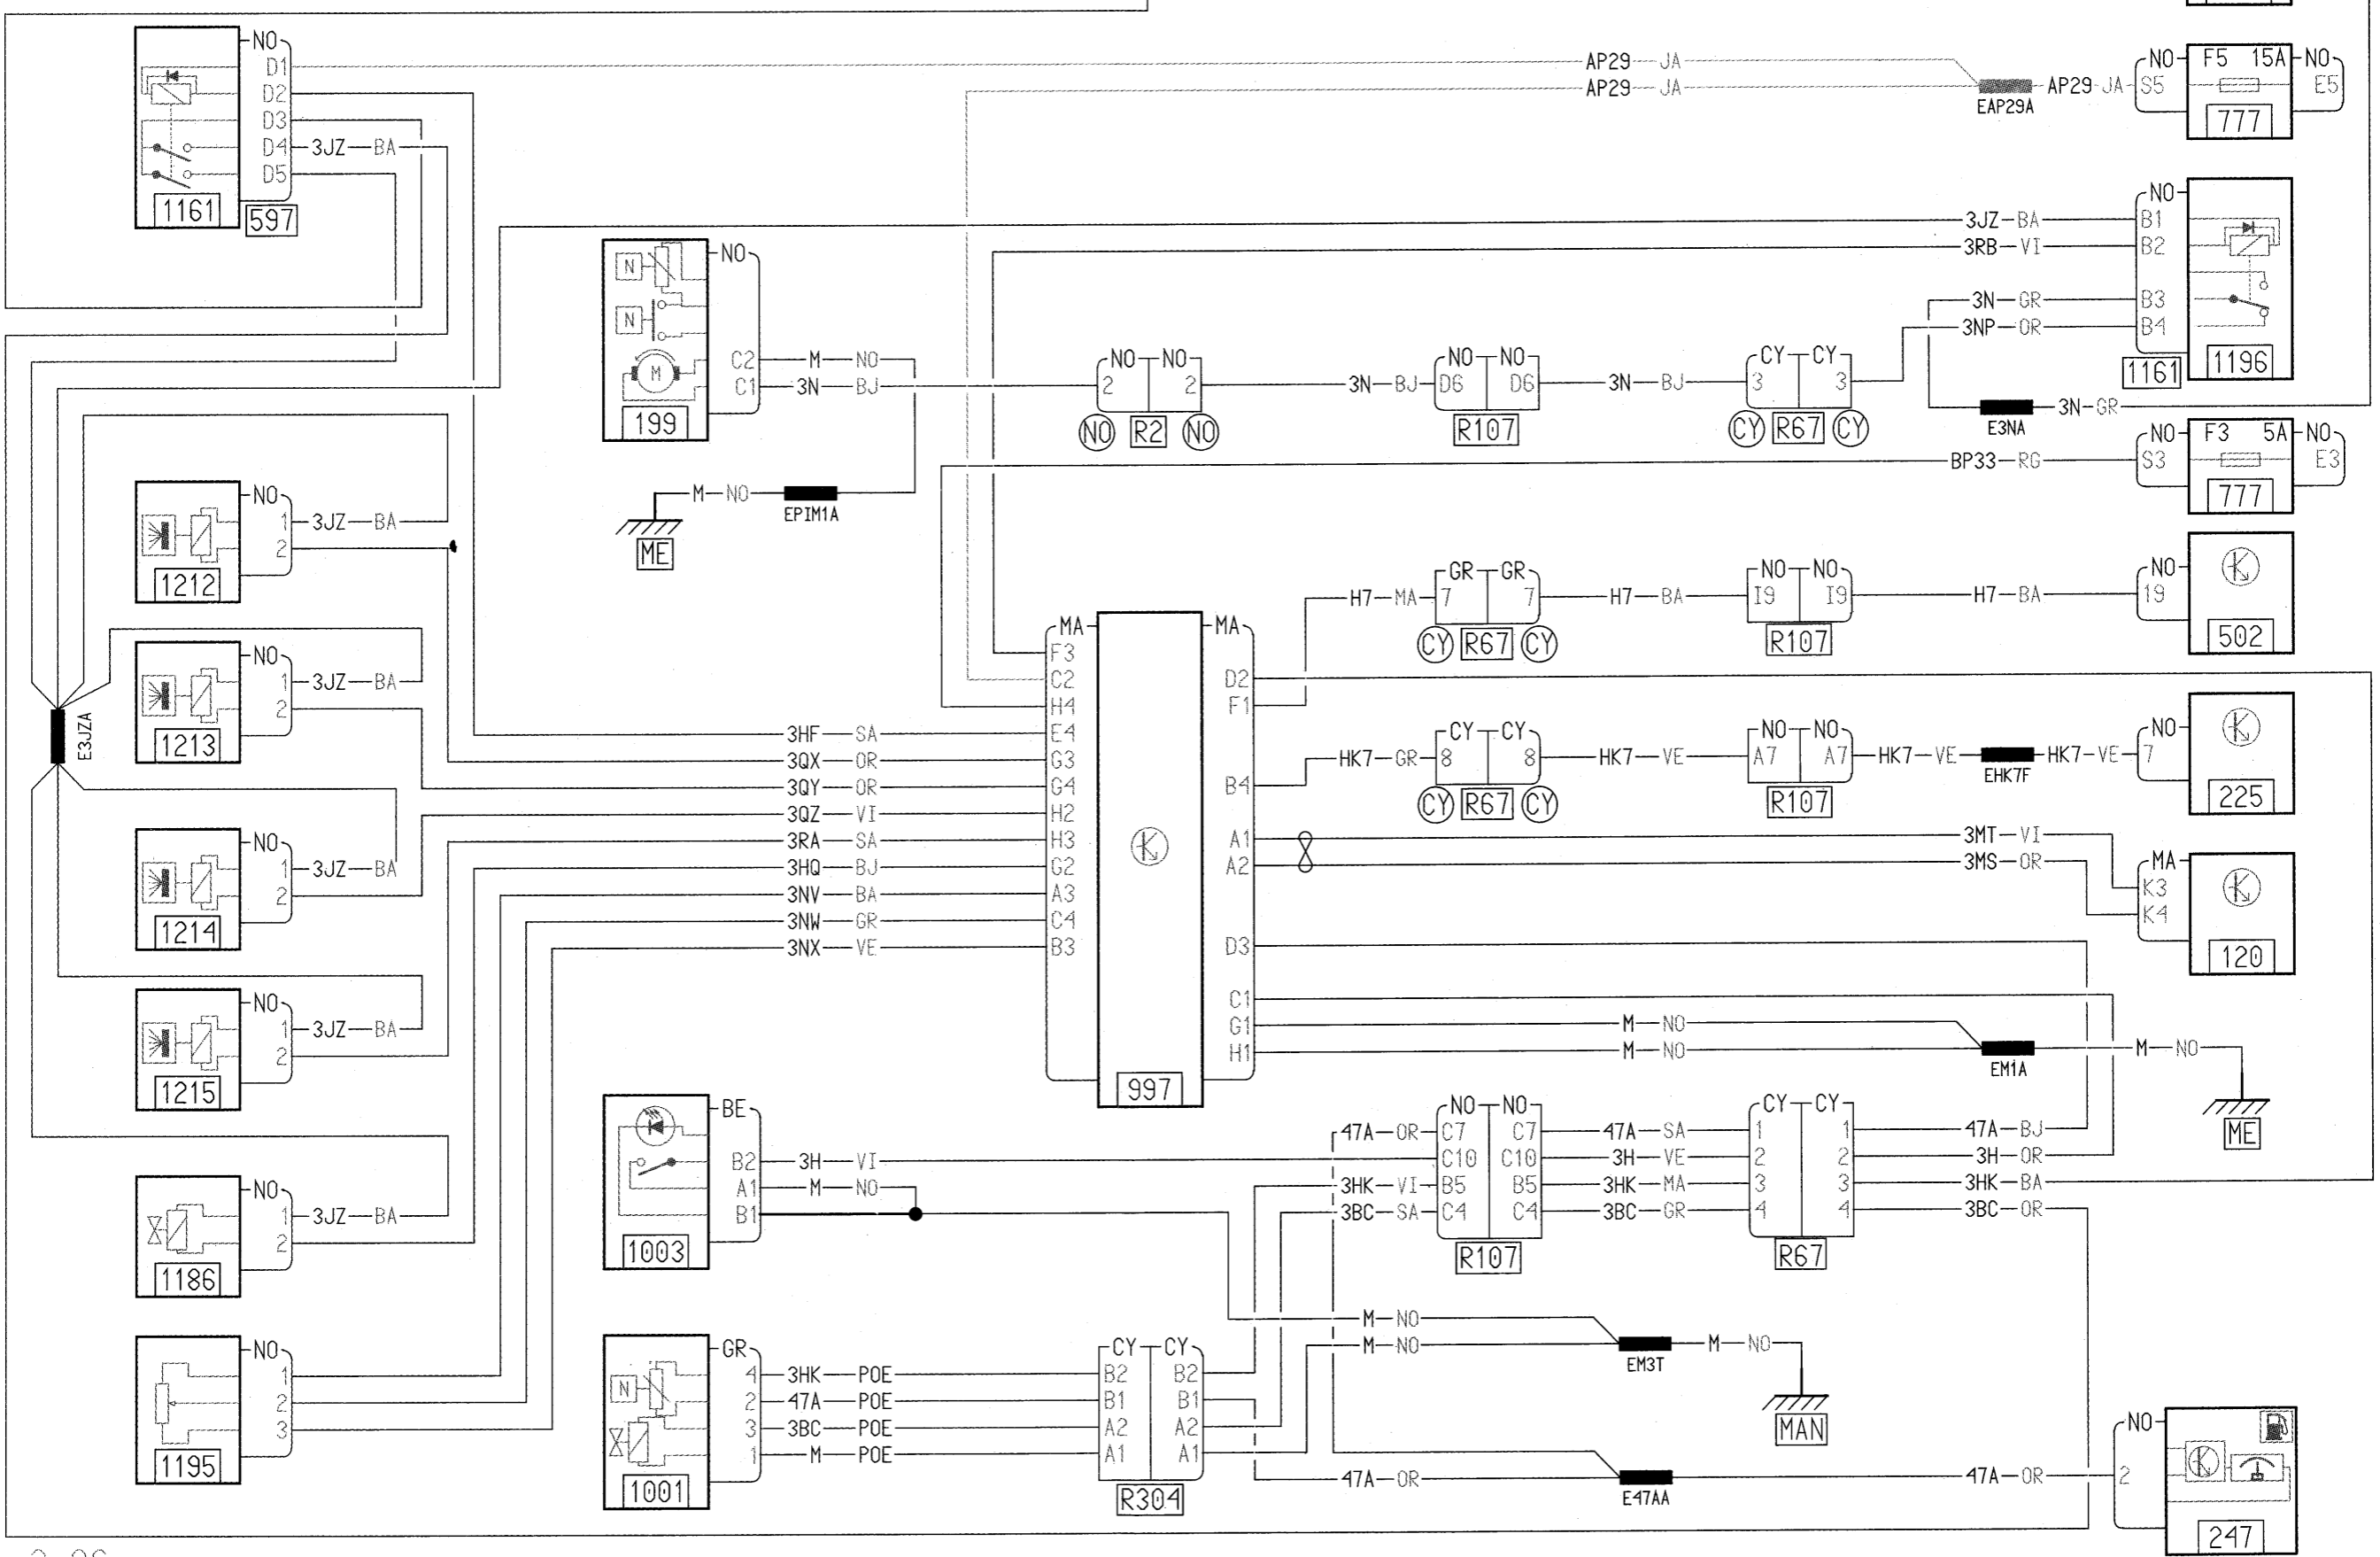 NO
D1
D2
D3
D4 3JZ BA
D5
1161
597
AP29 JA
AP29 JA
EAP29A
AP29 JA
NO F5 15A NO
S5 E5
777
NO
3JZ BA B1
3RB VI B2
3N GR B3
3NP OR B4
1161 1196
N
N
M
NO
C2 M NO
C1 3N BJ
199
NO NO
2 2
NO R2 NO
3N BJ
NO NO
D6 D6
R107
3N BJ
CY CY
3 3
CY R67 CY
E3NA
3N GR
M NO
EPIM1A
ME
BP33 RG
NO F3 5A NO
S3 E3
777
NO
1 3JZ BA
2
1212
NO
1 3JZ BA
2
1213
E3JZA
NO
1 3JZ BA
2
1214
NO
1 3JZ BA
2
1215
NO
1 3JZ BA
2
1186
NO
1
2
3
1195
3HF SA
3QX OR
3QY OR
3QZ VI
3RA SA
3HQ BJ
3NV BA
3NW GR
3NX VE
MA
F3
C2
H4
E4
G3
G4
H2
H3
G2
A3
C4
B3
997
MA
D2
F1
B4
A1
A2
D3
C1
G1
H1
H7 MA
GR GR
7 7
CY R67 CY
H7 BA
NO NO
I9 I9
R107
H7 BA
NO
19
502
HK7 GR
CY CY
8 8
CY R67 CY
HK7 VE
NO NO
A7 A7
R107
HK7 VE
EHK7F
HK7 VE
NO
7
225
3MT VI
3MS OR
MA
K3
K4
120
M NO
M NO
EM1A
M NO
ME
BE
B2 3H VI
A1 M NO
B1
1003
47A OR
3HK VI
3BC SA
NO NO
C7 C7
C10 C10
B5 B5
C4 C4
R107
47A SA
3H VE
3HK MA
3BC GR
CY CY
1 1
2 2
3 3
4 4
R67
47A BJ
3H OR
3HK BA
3BC OR
N
GR
4 3HK POE
2 47A POE
3 3BC POE
1 M POE
1001
CY CY
B2 B2
B1 B1
A2 A2
A1 A1
R304
M NO
M NO
EM3T
M NO
MAN
47A OR
E47AA
47A OR
NO
2
247